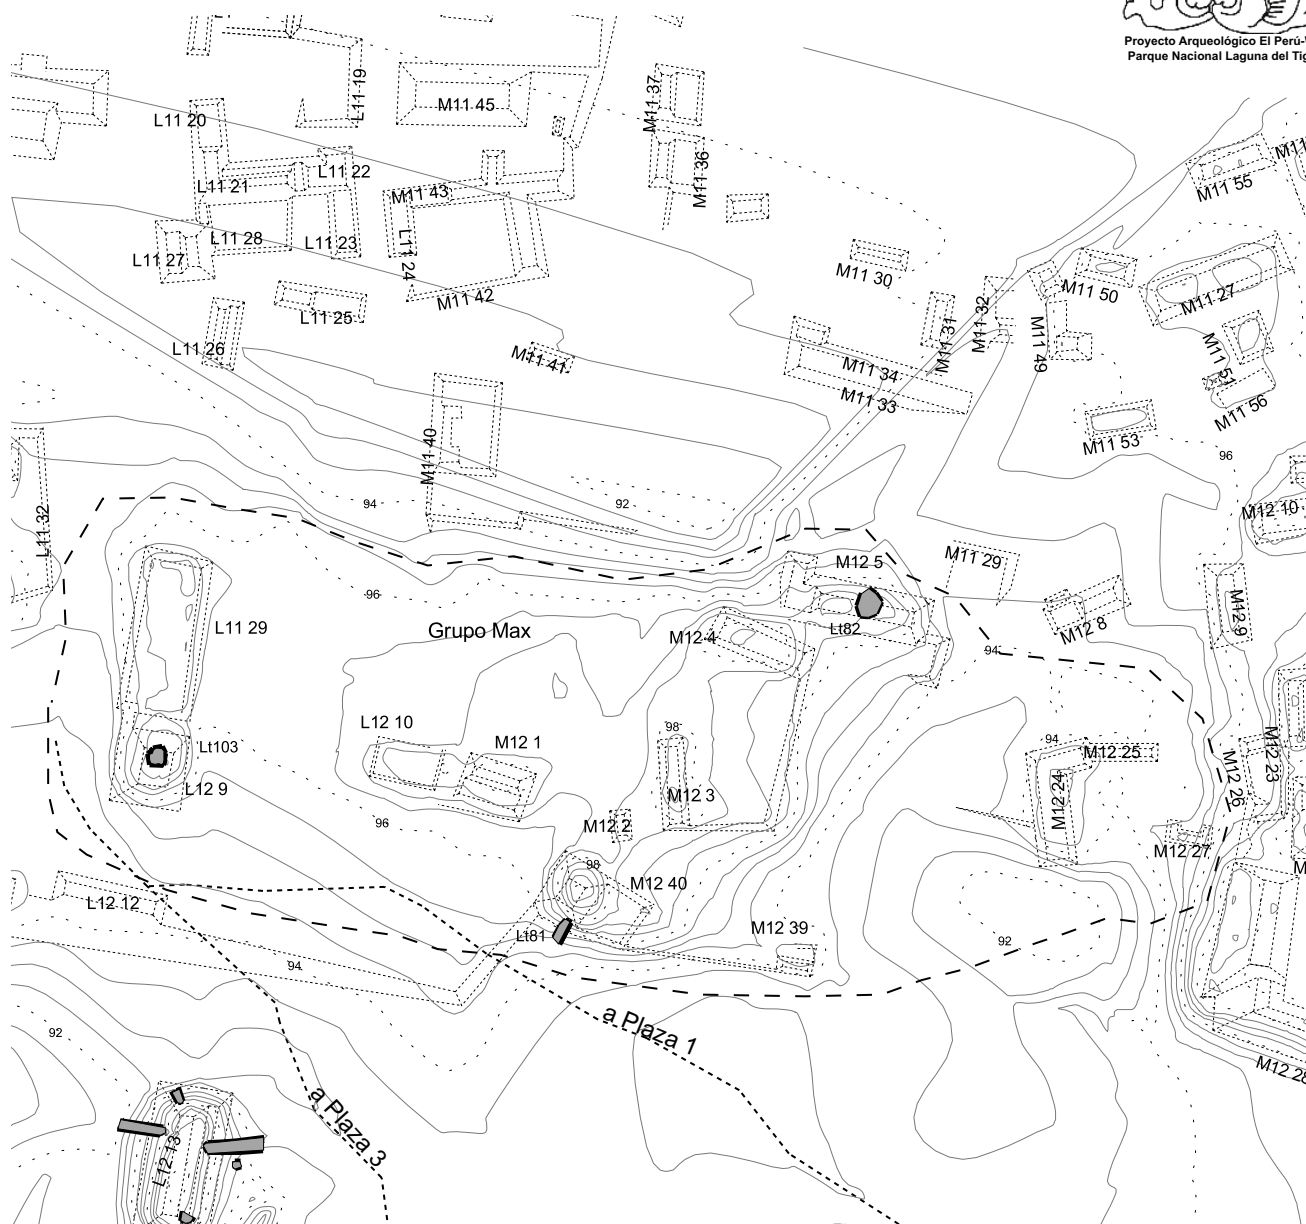 Proyecto Arqueológico El Perú-
Parque Nacional Laguna del Tig
L11 19
M11 45
M11 37
L11 20
M11
L11 22
M11 36
M11 55
L11 21
M11 43
L11 28
L11 23
L11 24
L11 27
M11 30
M11 50
M11 27
M11 42
L11 25
M11 32
M11 31
M11 49
L11 26
M11 41
M11 51
M11 34
M11 33
M11 56
M11 40
M11 53
96
94
92
M12 10
L11 32
M12 5
M11 29
96
L11 29
Grupo Max
M12 4
Lt82
M12 8
M12 9
94
L12 10
98
M12 1
Lt103
94
M12 25
M12 23
L12 9
M12 3
M12 24
M12 26
96
M12 2
M12 27
98
M12 40
M
L12 12
Lt81
M12 39
92
94
92
a Plaza 1
M12 28
a Plaza 3
L12 13